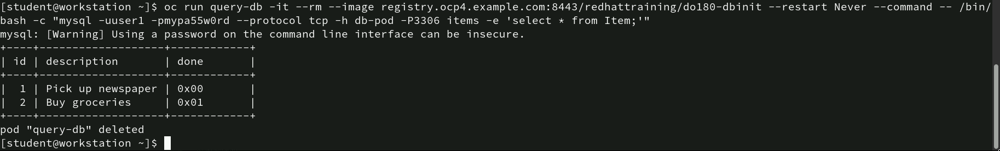 [student@workstation ~]$ oc run query-db -it --rm --image registry.ocp4.example.com:8443/redhattraining/do180-dbinit --restart Never --command -- /bin/
bash -c "mysql -uuser1 -pmypa55w0rd --protocol tcp -h db-pod -P3306 items -e 'select * from Item;'"
mysql: [Warning] Using a password on the command line interface can be insecure.
+----+-------------------+------------+
| id | description       | done       |
+----+-------------------+------------+
|  1 | Pick up newspaper | 0x00       |
|  2 | Buy groceries     | 0x01       |
+----+-------------------+------------+
pod "query-db" deleted
[student@workstation ~]$